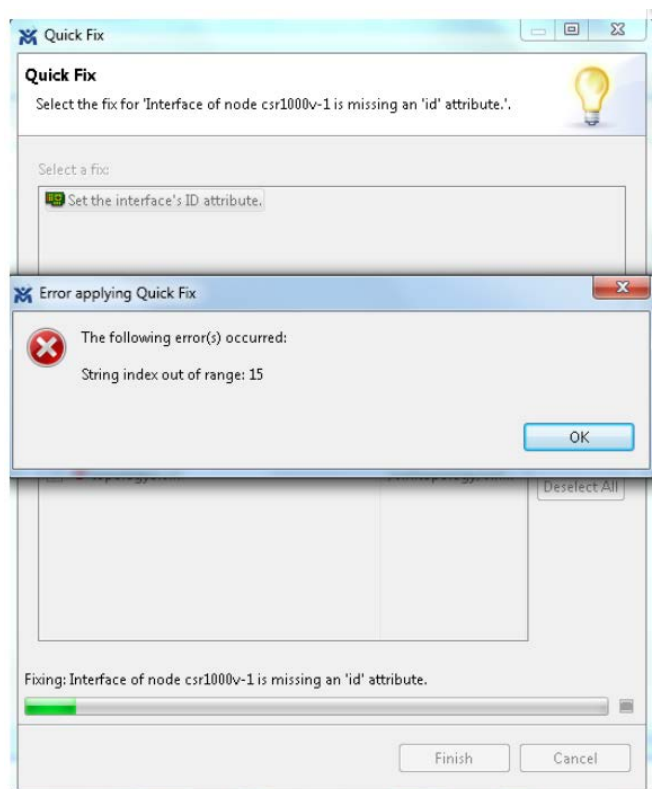 Quick Fix
Quick Fix
Select the fix for 'Interface of node csr1000v-1 is missing an 'id' attribute.'.
Select a fix:
Set the interface's ID attribute.
Error applying Quick Fix
The following error(s) occurred:
String index out of range: 15
OK
Deselect All
Fixing: Interface of node csr1000v-1 is missing an 'id' attribute.
Finish
Cancel